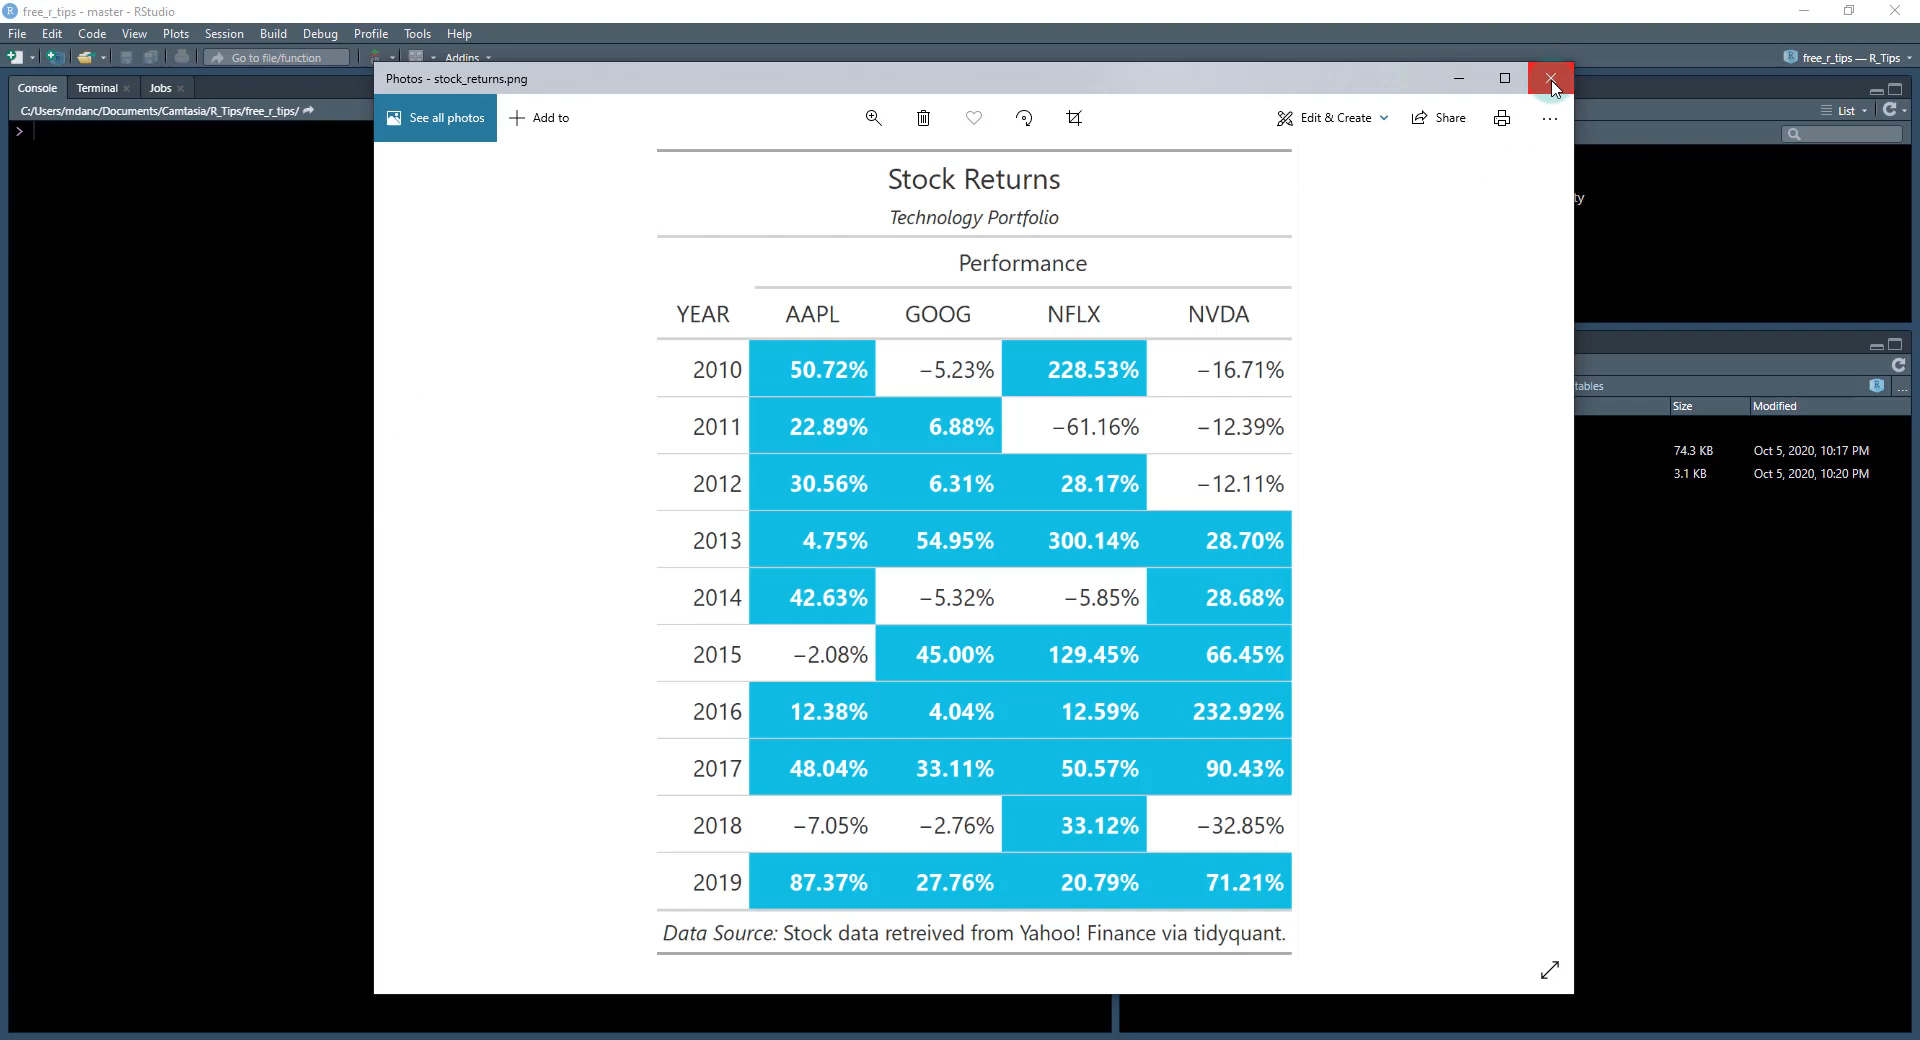 free_r_tips - master - RStudio
File Edit Code View Plots Session Build Debug Profile Tools Help
Go to file/function Addins
free_r_tips — R_Tips
Console Terminal Jobs
C:/Users/mdanc/Documents/Camtasia/R_Tips/free_r_tips/
>
Photos - stock_returns.png
See all photos Add to Edit & Create Share
List
Stock Returns
Technology Portfolio
Performance
YEAR AAPL GOOG NFLX NVDA
2010 50.72% −5.23% 228.53% −16.71%
2011 22.89% 6.88% −61.16% −12.39%
2012 30.56% 6.31% 28.17% −12.11%
2013 4.75% 54.95% 300.14% 28.70%
2014 42.63% −5.32% −5.85% 28.68%
2015 −2.08% 45.00% 129.45% 66.45%
2016 12.38% 4.04% 12.59% 232.92%
2017 48.04% 33.11% 50.57% 90.43%
2018 −7.05% −2.76% 33.12% −32.85%
2019 87.37% 27.76% 20.79% 71.21%
Data Source: Stock data retreived from Yahoo! Finance via tidyquant.
ty
tables
Size Modified
74.3 KB Oct 5, 2020, 10:17 PM
3.1 KB Oct 5, 2020, 10:20 PM